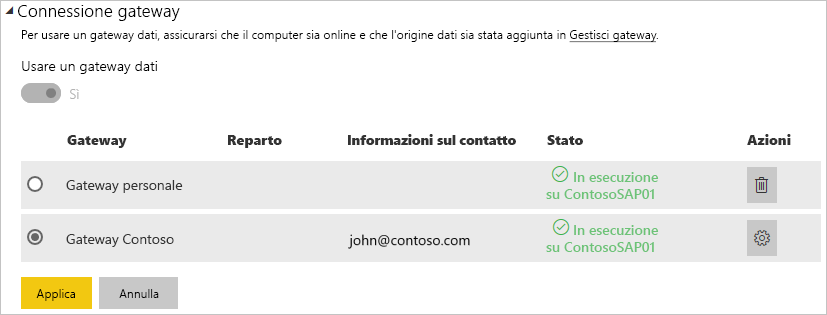 Connessione gateway
Per usare un gateway dati, assicurarsi che il computer sia online e che l'origine dati sia stata aggiunta in Gestisci gateway.
Usare un gateway dati
Sì
Gateway Reparto Informazioni sul contatto Stato Azioni
Gateway personale In esecuzione
su ContosoSAP01
Gateway Contoso john@contoso.com In esecuzione
su ContosoSAP01
Applica Annulla